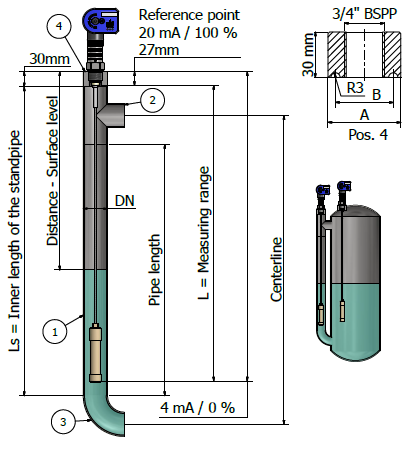 Reference point
20 mA / 100 %
27mm
30mm
4
2
1
3
Ls = Inner length of the standpipe
Distance - Surface level
DN
Pipe length
L = Measuring range
Centerline
4 mA / 0 %
3/4" BSPP
30 mm
R3
B
A
Pos. 4